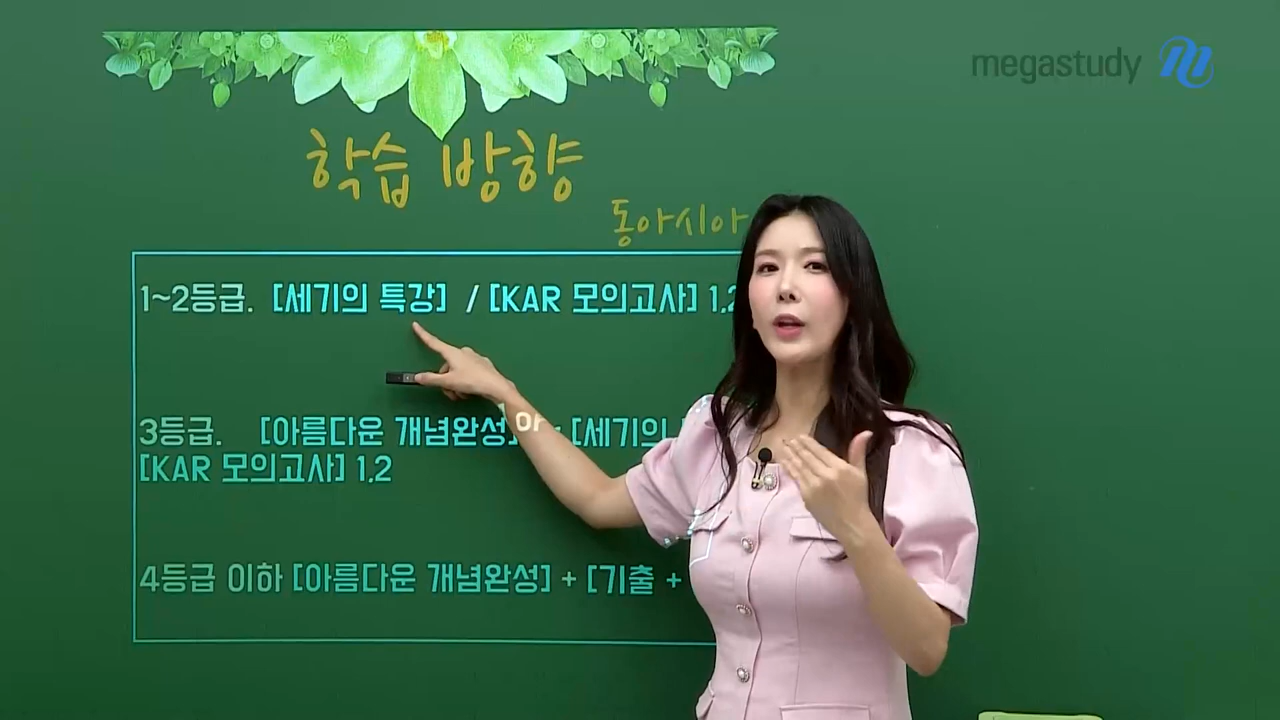 megastudy
학습 방향
동아시아
1~2등급. [세기의 특강] / [KAR 모의고사] 1,2
3등급. [아름다운 개념완성] [세기의
[KAR 모의고사] 1,2
4등급 이하 [아름다운 개념완성] + [기출 +